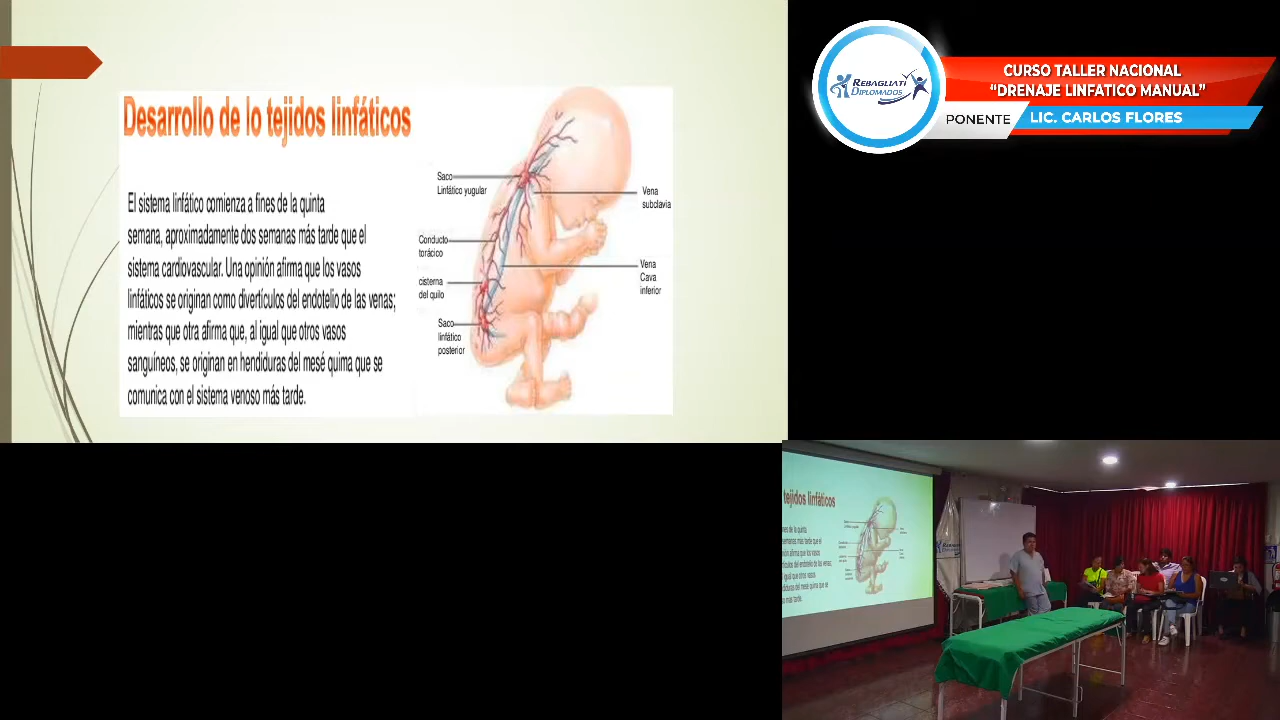 Desarrollo de lo tejidos linfáticos
El sistema linfático comienza a fines de la quinta
semana, aproximadamente dos semanas más tarde que el
sistema cardiovascular. Una opinión afirma que los vasos
linfáticos se originan como divertículos del endotelio de las venas;
mientras que otra afirma que, al igual que otros vasos
sanguíneos, se originan en hendiduras del mesé quima que se
comunica con el sistema venoso más tarde.
Saco
Linfático yugular
Conducto
torácico
cisterna
del quilo
Saco
linfático
posterior
Vena
subclavia
Vena
Cava
inferior
REBAGLIATI
DIPLOMADOS
CURSO TALLER NACIONAL
“DRENAJE LINFATICO MANUAL”
PONENTE
LIC. CARLOS FLORES
tejidos linfáticos